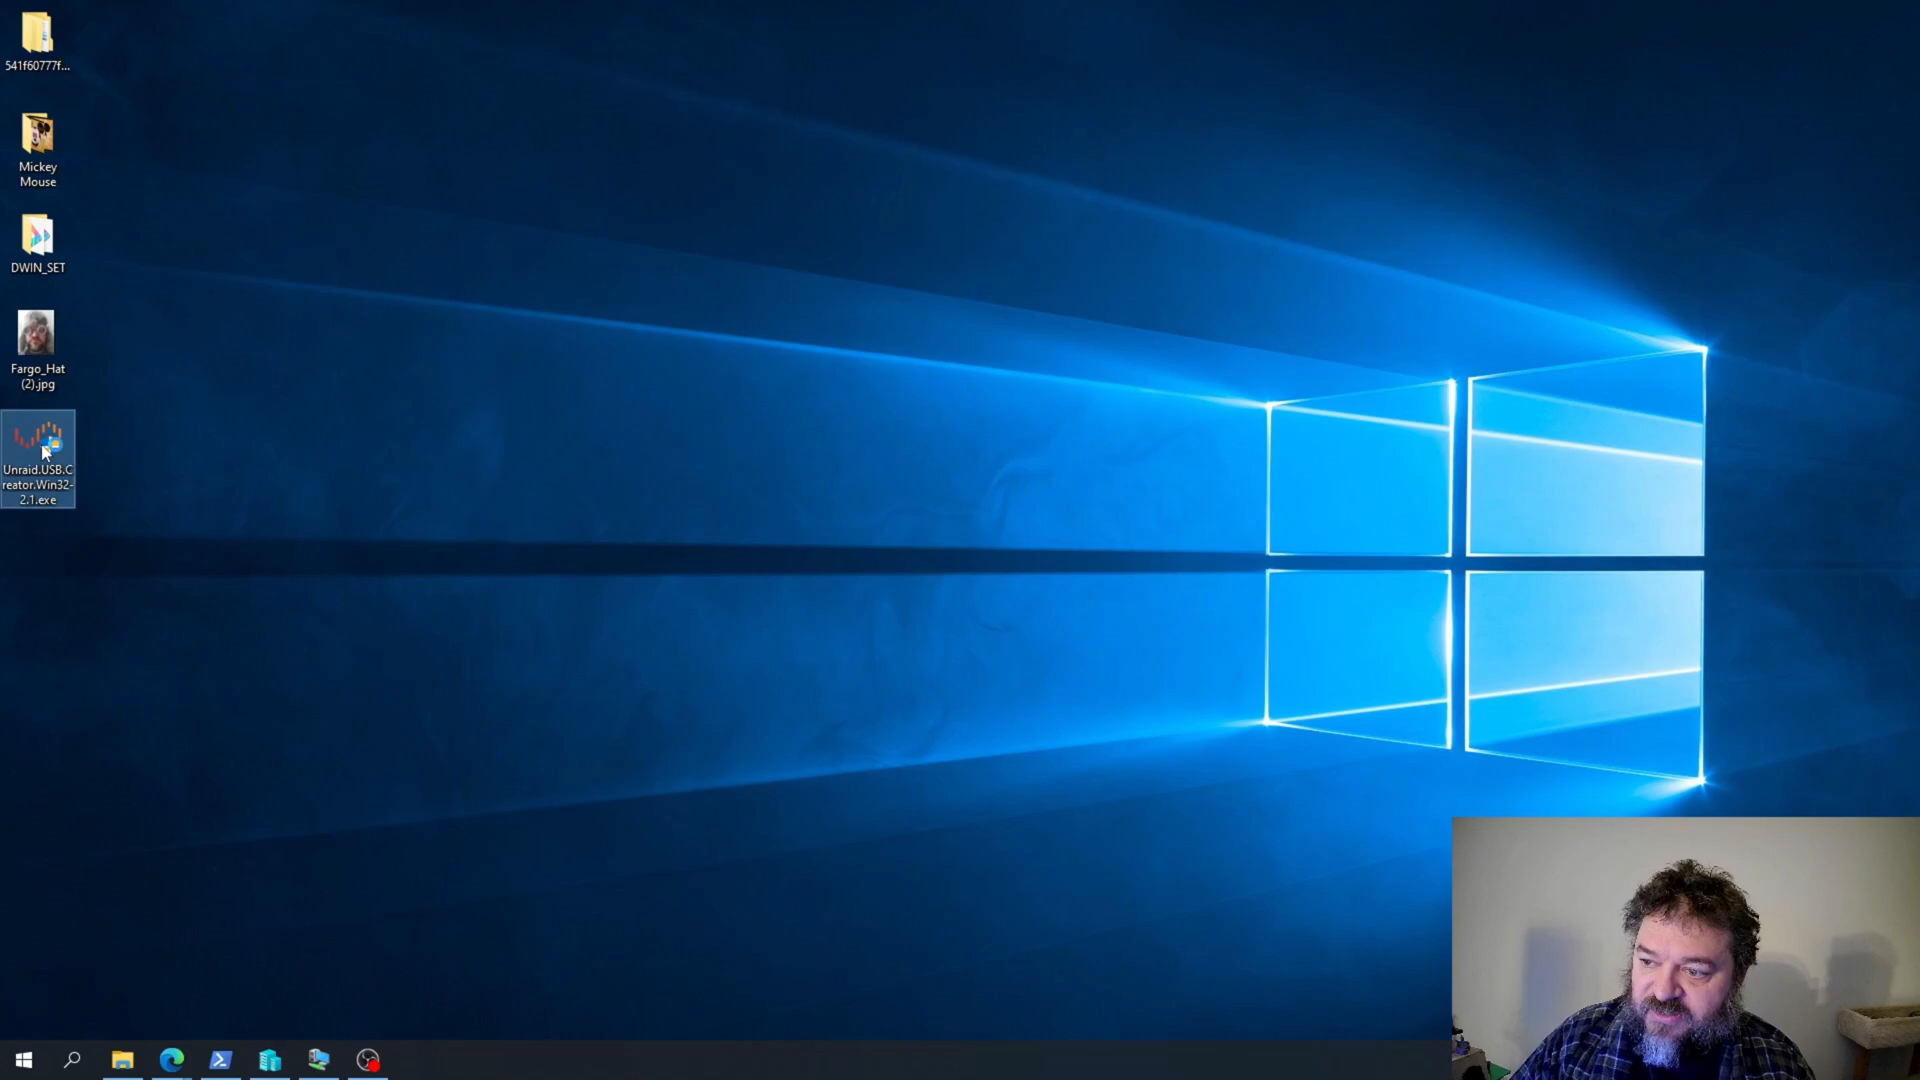 541f60777f...
Mickey
Mouse
DWIN_SET
Fargo_Hat
(2).jpg
Unraid.USB.C
reator.Win32-
2.1.exe